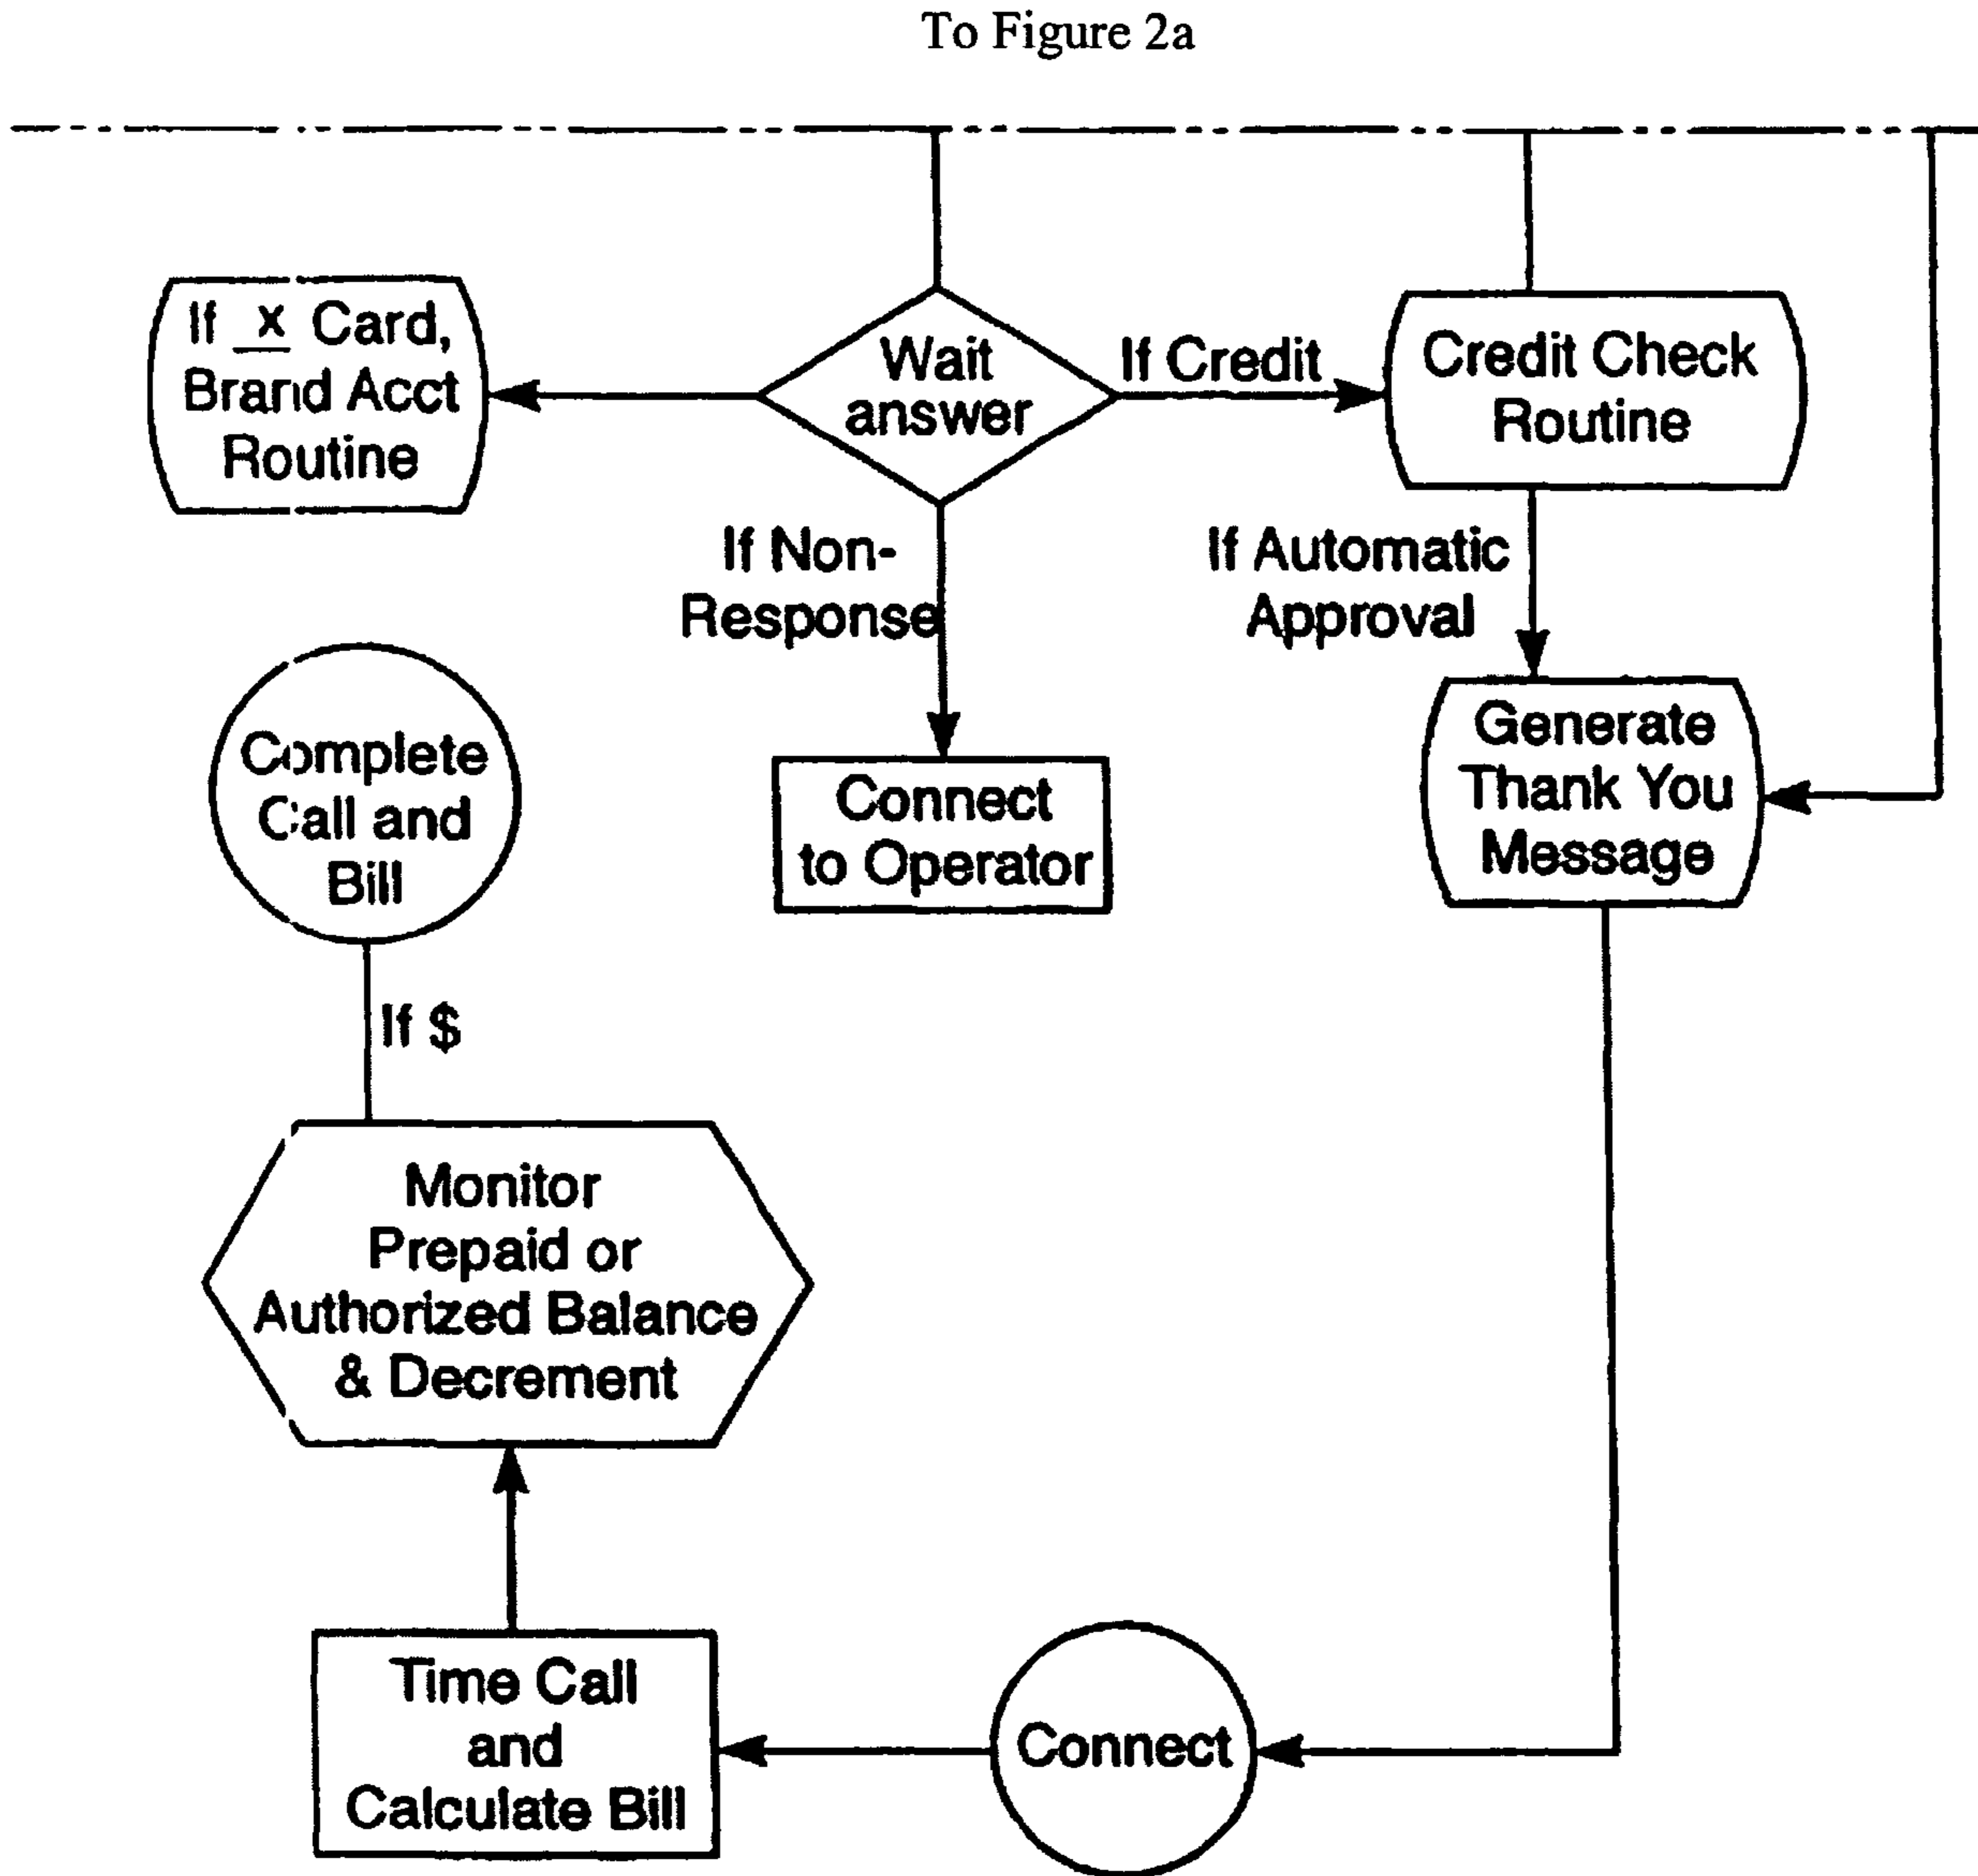 To Figure 2a
If x Card,
Brand Acct
Routine
Wait
answer
If Credit
Credit Check
Routine
If Non-
Response
If Automatic
Approval
Complete
Call and
Bill
Connect
to Operator
Generate
Thank You
Message
If $
Monitor
Prepaid or
Authorized Balance
& Decrement
Time Call
and
Calculate Bill
Connect